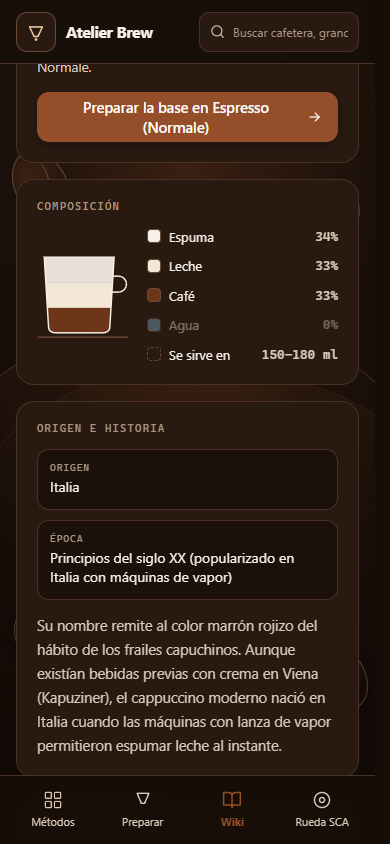 Atelier Brew
Buscar cafetera, granc
Normale.
Preparar la base en Espresso
(Normale)
COMPOSICIÓN
Espuma 34%
Leche 33%
Café 33%
Agua 0%
Se sirve en 150–180 ml
ORIGEN E HISTORIA
ORIGEN
Italia
ÉPOCA
Principios del siglo XX (popularizado en
Italia con máquinas de vapor)
Su nombre remite al color marrón rojizo del
hábito de los frailes capuchinos. Aunque
existían bebidas previas con crema en Viena
(Kapuziner), el cappuccino moderno nació en
Italia cuando las máquinas con lanza de vapor
permitieron espumar leche al instante.
Métodos
Preparar
Wiki
Rueda SCA